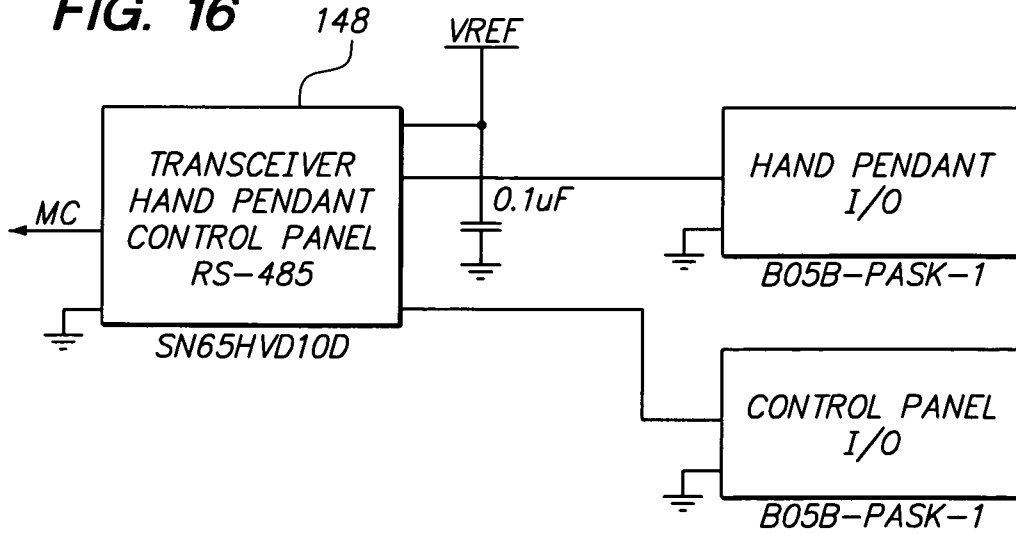 FIG. 16
148
VREF
TRANSCEIVER
HAND PENDANT
CONTROL PANEL
RS-485
MC
SN65HVD10D
0.1uF
HAND PENDANT
I/O
B05B-PASK-1
CONTROL PANEL
I/O
B05B-PASK-1